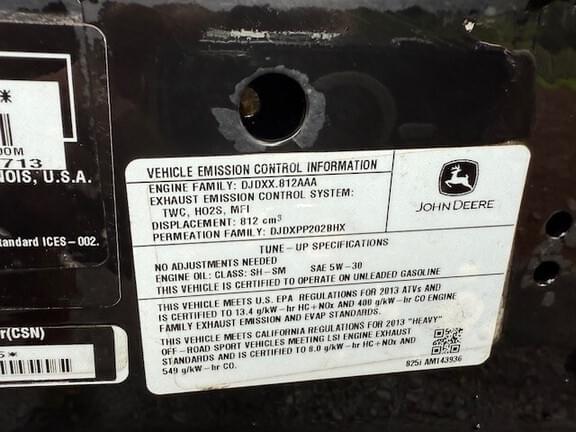 *
OM
713
NOIS, U.S.A.
tandard ICES-002.
r(CSN)
5*
VEHICLE EMISSION CONTROL INFORMATION
ENGINE FAMILY: DJDXX.812AAA
EXHAUST EMISSION CONTROL SYSTEM:
TWC, HO2S, MFI
DISPLACEMENT: 812 cm³
PERMEATION FAMILY: DJDXPP202BHX
JOHN DEERE
TUNE-UP SPECIFICATIONS
NO ADJUSTMENTS NEEDED
ENGINE OIL: CLASS: SH-SM SAE 5W-30
THIS VEHICLE IS CERTIFIED TO OPERATE ON UNLEADED GASOLINE
THIS VEHICLE MEETS U.S. EPA REGULATIONS FOR 2013 ATVs AND
IS CERTIFIED TO 13.4 g/kW-hr HC+NOx AND 400 g/kW-hr CO ENGINE
FAMILY EXHAUST EMISSION AND EVAP STANDARDS.
THIS VEHICLE MEETS CALIFORNIA REGULATIONS FOR 2013 "HEAVY"
OFF-ROAD SPORT VEHICLES MEETING LSI ENGINE EXHAUST
STANDARDS AND IS CERTIFIED TO 8.0 g/kW-hr HC + NOx AND
549 g/kW-hr CO.
825i AM143936